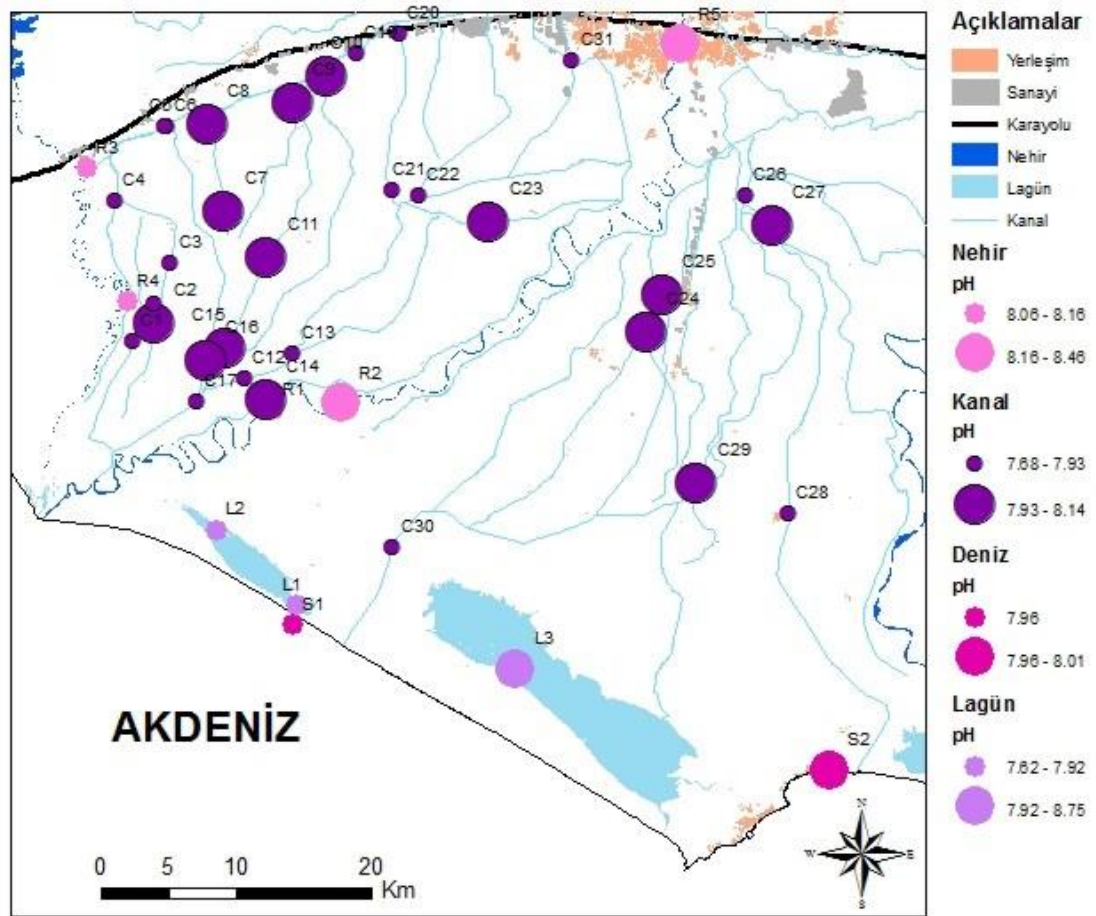 C20
C19
R5
C10
C31
C9
C8
C6
C5
R3
C4
C7
C21
C22
C23
C26
C27
C11
C3
C25
R4
C2
C24
C1
C15
C16
C13
C12
C14
C17
R1
R2
C29
C28
C30
L2
L1
S1
L3
S2
AKDENİZ
0 5 10 20
Km
N
W E
S
Açıklamalar
Yerleşim
Sanayi
Karayolu
Nehir
Lagün
Kanal
Nehir
pH
8.06 - 8.16
8.16 - 8.46
Kanal
pH
7.68 - 7.93
7.93 - 8.14
Deniz
pH
7.96
7.96 - 8.01
Lagün
pH
7.62 - 7.92
7.92 - 8.75